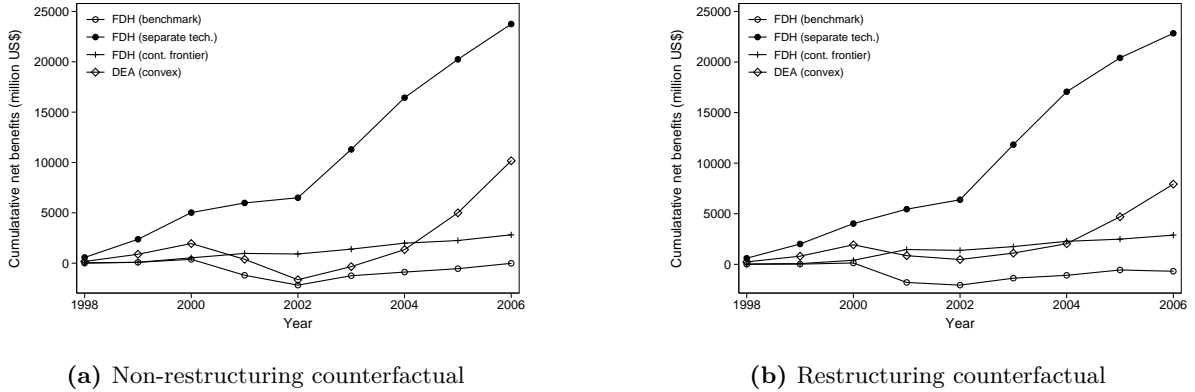 Cumulatative net benefits (million US$)
25000
20000
15000
10000
5000
0
FDH (benchmark)
FDH (separate tech.)
FDH (cont. frontier)
DEA (convex)
1998 2000 2002 2004 2006
Year
(a) Non-restructuring counterfactual
Cumulatative net benefits (million US$)
25000
20000
15000
10000
5000
0
FDH (benchmark)
FDH (separate tech.)
FDH (cont. frontier)
DEA (convex)
1998 2000 2002 2004 2006
Year
(b) Restructuring counterfactual